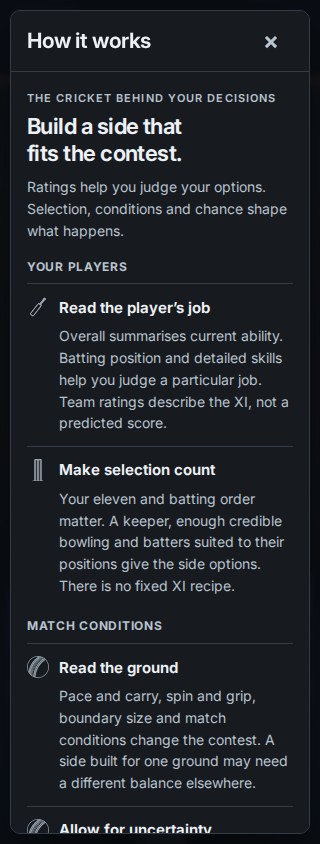 How it works
×
THE CRICKET BEHIND YOUR DECISIONS
Build a side that
fits the contest.
Ratings help you judge your options.
Selection, conditions and chance shape
what happens.
YOUR PLAYERS
Read the player’s job
Overall summarises current ability.
Batting position and detailed skills
help you judge a particular job.
Team ratings describe the XI, not a
predicted score.
Make selection count
Your eleven and batting order
matter. A keeper, enough credible
bowling and batters suited to their
positions give the side options.
There is no fixed XI recipe.
MATCH CONDITIONS
Read the ground
Pace and carry, spin and grip,
boundary size and match
conditions change the contest. A
side built for one ground may need
a different balance elsewhere.
Allow for uncertainty